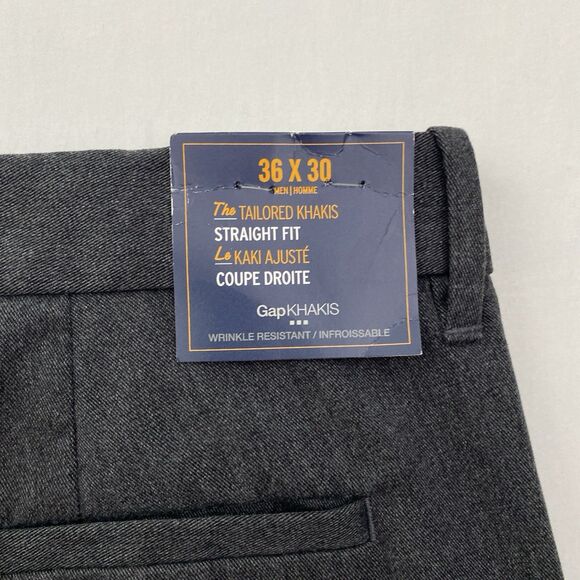 36 X 30
MEN | HOMME
The TAILORED KHAKIS
STRAIGHT FIT
Le KAKI AJUSTÉ
COUPE DROITE
GapKHAKIS
WRINKLE RESISTANT / INFROISSABLE